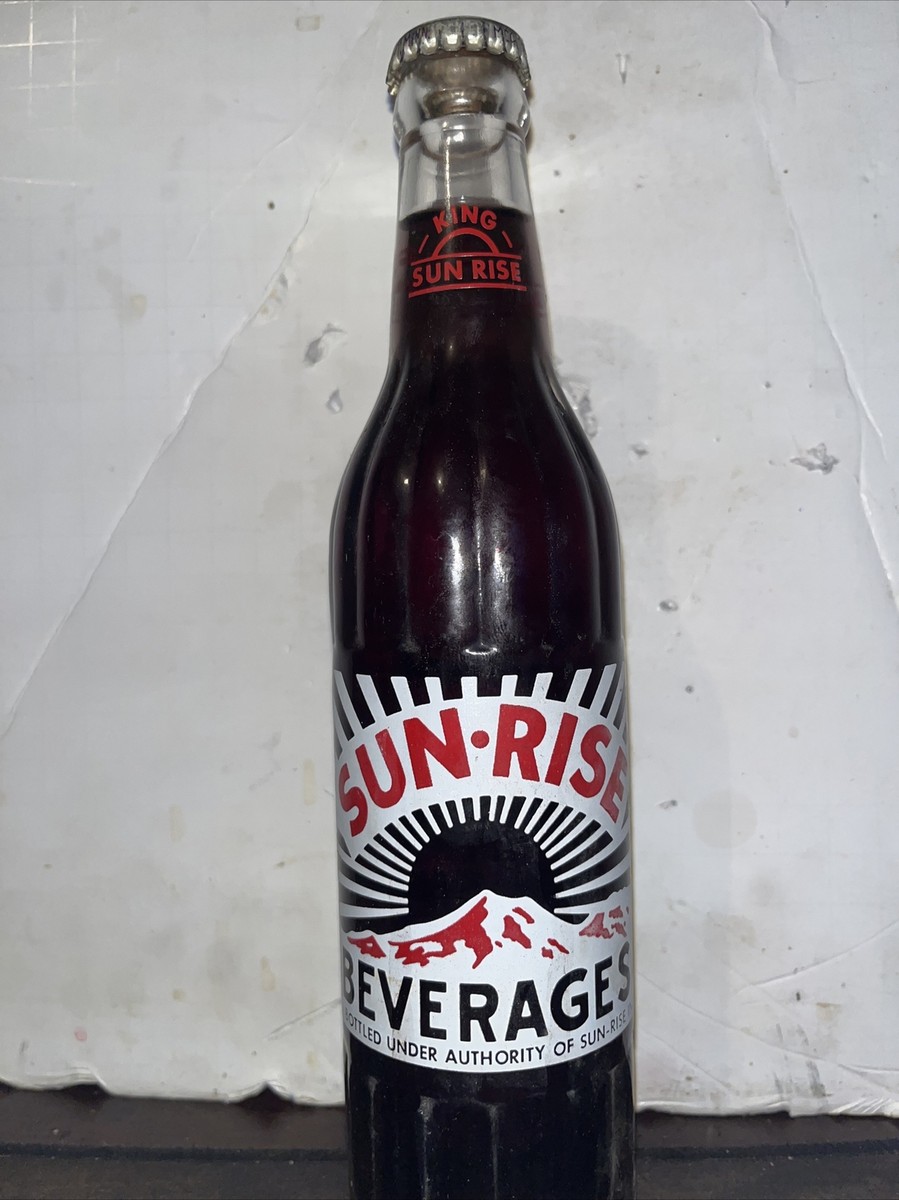 KING
SUN RISE
SUN·RISE
BEVERAGES
BOTTLED UNDER AUTHORITY OF SUN-RISE